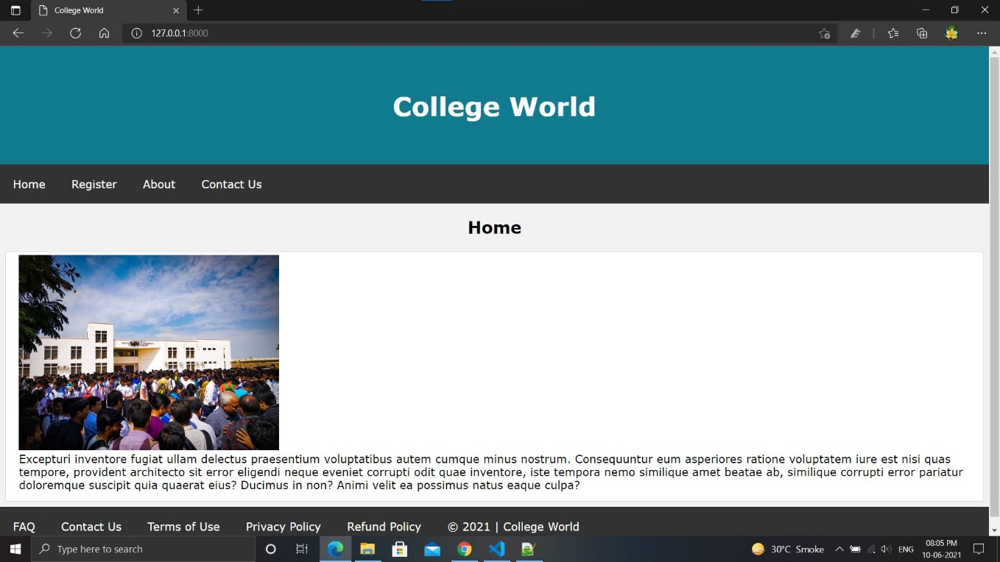 College World
127.0.0.1:8000
College World
Home Register About Contact Us
Home
Excepturi inventore fugiat ullam delectus praesentium voluptatibus autem cumque minus nostrum. Consequuntur eum asperiores ratione voluptatem iure est nisi quas
tempore, provident architecto sit error eligendi neque eveniet corrupti odit quae inventore, iste tempora nemo similique amet beatae ab, similique corrupti error pariatur
doloremque suscipit quia quaerat eius? Ducimus in non? Animi velit ea possimus natus eaque culpa?
FAQ Contact Us Terms of Use Privacy Policy Refund Policy © 2021 | College World
Type here to search
30°C Smoke
ENG
08:05 PM
10-06-2021